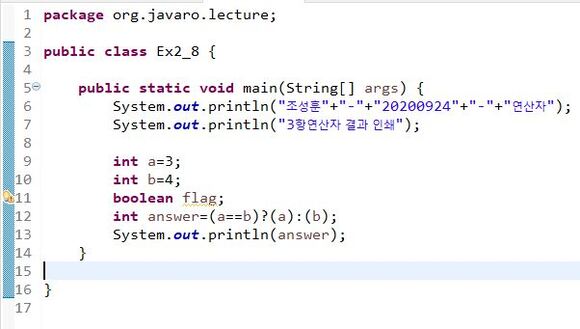 1 package org.javaro.lecture;
2
3 public class Ex2_8 {
4
5 public static void main(String[] args) {
6 System.out.println("조성훈"+"-"+"20200924"+"-"+"연산자");
7 System.out.println("3항연산자 결과 인쇄");
8
9 int a=3;
10 int b=4;
11 boolean flag;
12 int answer=(a==b)?(a):(b);
13 System.out.println(answer);
14 }
15
16 }
17